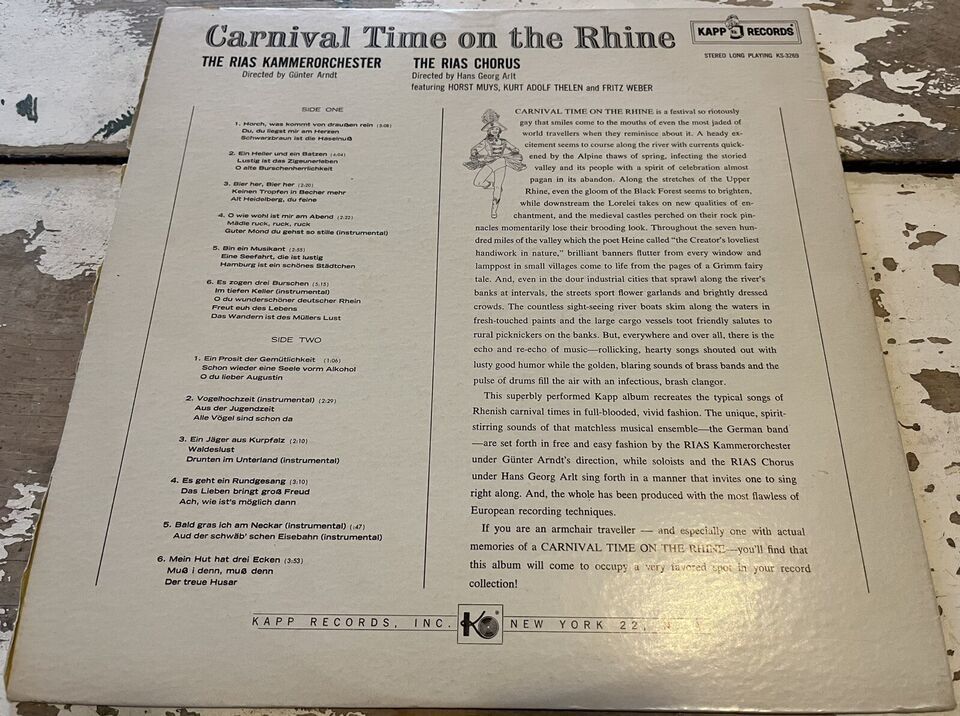 Carnival Time on the Rhine
KAPP RECORDS
STEREO LONG PLAYING KS-3269
THE RIAS KAMMERORCHESTER
Directed by Günter Arndt
THE RIAS CHORUS
Directed by Hans Georg Arlt
featuring HORST MUYS, KURT ADOLF THELEN and FRITZ WEBER
SIDE ONE
1. Horch, was kommt von draußen rein (3:08)
Du, du liegst mir am Herzen
Schwarzbraun ist die Haselnuß
2. Ein Heller und ein Batzen (4:04)
Lustig ist das Zigeunerleben
O alte Burschenherrlichkeit
3. Bier her, Bier her (2:20)
Keinen Tropfen in Becher mehr
Alt Heidelberg, du feine
4. O wie wohl ist mir am Abend (2:32)
Mädle ruck, ruck, ruck
Guter Mond du gehst so stille (instrumental)
5. Bin ein Musikant (2:55)
Eine Seefahrt, die ist lustig
Hamburg ist ein schönes Städtchen
6. Es zogen drei Burschen (5:15)
Im tiefen Keller (instrumental)
O du wunderschöner deutscher Rhein
Freut euch des Lebens
Das Wandern ist des Müllers Lust
SIDE TWO
1. Ein Prosit der Gemütlichkeit (1:06)
Schon wieder eine Seele vorm Alkohol
O du lieber Augustin
2. Vogelhochzeit (instrumental) (2:29)
Aus der Jugendzeit
Alle Vögel sind schon da
3. Ein Jäger aus Kurpfalz (2:10)
Waldeslust
Drunten im Unterland (instrumental)
4. Es geht ein Rundgesang (3:10)
Das Lieben bringt groß Freud
Ach, wie ist's möglich dann
5. Bald gras ich am Neckar (instrumental) (:47)
Aud der schwäb' schen Eisebahn (instrumental)
6. Mein Hut hat drei Ecken (3:53)
Muß i denn, muß denn
Der treue Husar
CARNIVAL TIME ON THE RHINE is a festival so riotously
gay that smiles come to the mouths of even the most jaded of
world travellers when they reminisce about it. A heady ex-
citement seems to course along the river with currents quick-
ened by the Alpine thaws of spring, infecting the storied
valley and its people with a spirit of celebration almost
pagan in its abandon. Along the stretches of the Upper
Rhine, even the gloom of the Black Forest seems to brighten,
while downstream the Lorelei takes on new qualities of en-
chantment, and the medieval castles perched on their rock pin-
nacles momentarily lose their brooding look. Throughout the seven hun-
dred miles of the valley which the poet Heine called "the Creator's loveliest
handiwork in nature," brilliant banners flutter from every window and
lamppost in small villages come to life from the pages of a Grimm fairy
tale. And, even in the dour industrial cities that sprawl along the river's
banks at intervals, the streets sport flower garlands and brightly dressed
crowds. The countless sight-seeing river boats skim along the waters in
fresh-touched paints and the large cargo vessels toot friendly salutes to
rural picknickers on the banks. But, everywhere and over all, there is the
echo and re-echo of music—rollicking, hearty songs shouted out with
lusty good humor while the golden, blaring sounds of brass bands and the
pulse of drums fill the air with an infectious, brash clangor.
This superbly performed Kapp album recreates the typical songs of
Rhenish carnival times in full-blooded, vivid fashion. The unique, spirit-
stirring sounds of that matchless musical ensemble—the German band
—are set forth in free and easy fashion by the RIAS Kammerorchester
under Günter Arndt's direction, while soloists and the RIAS Chorus
under Hans Georg Arlt sing forth in a manner that invites one to sing
right along. And, the whole has been produced with the most flawless of
European recording techniques.
If you are an armchair traveller — and especially one with actual
memories of a CARNIVAL TIME ON THE RHINE—you'll find that
this album will come to occupy a very favored spot in your record
collection!
KAPP RECORDS, INC. K NEW YORK 22, N. Y.